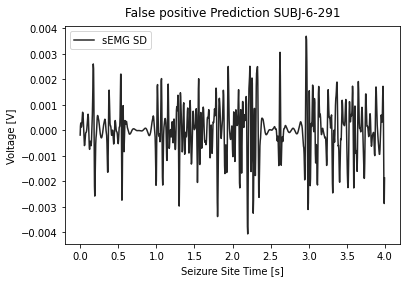 False positive Prediction SUBJ-6-291
sEMG SD
Voltage [V]
0.004
0.003
0.002
0.001
0.000
−0.001
−0.002
−0.003
−0.004
0.0 0.5 1.0 1.5 2.0 2.5 3.0 3.5 4.0
Seizure Site Time [s]